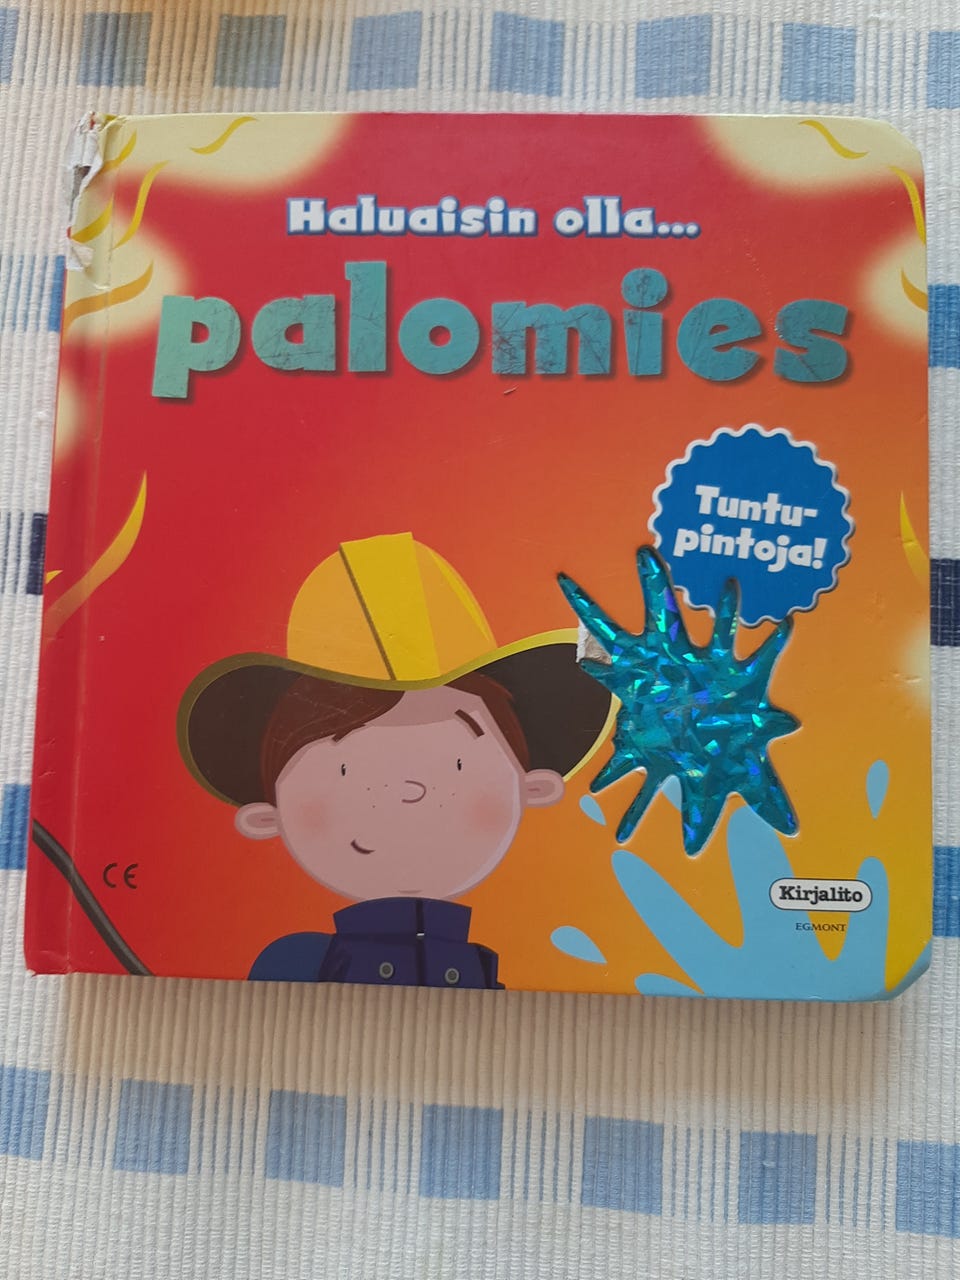 Haluaisin olla...
palomies
Tuntu-
pintoja!
CE
Kirjalito
EGMONT